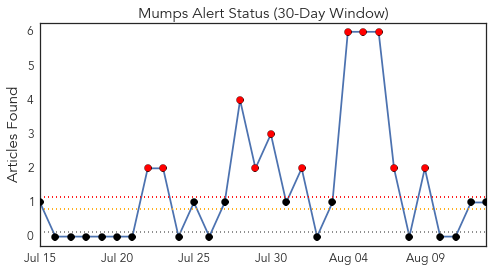 Mumps Alert Status (30-Day Window)
Articles Found
6
5
4
3
2
1
0
Jul 15
Jul 20
Jul 25
Jul 30
Aug 04
Aug 09